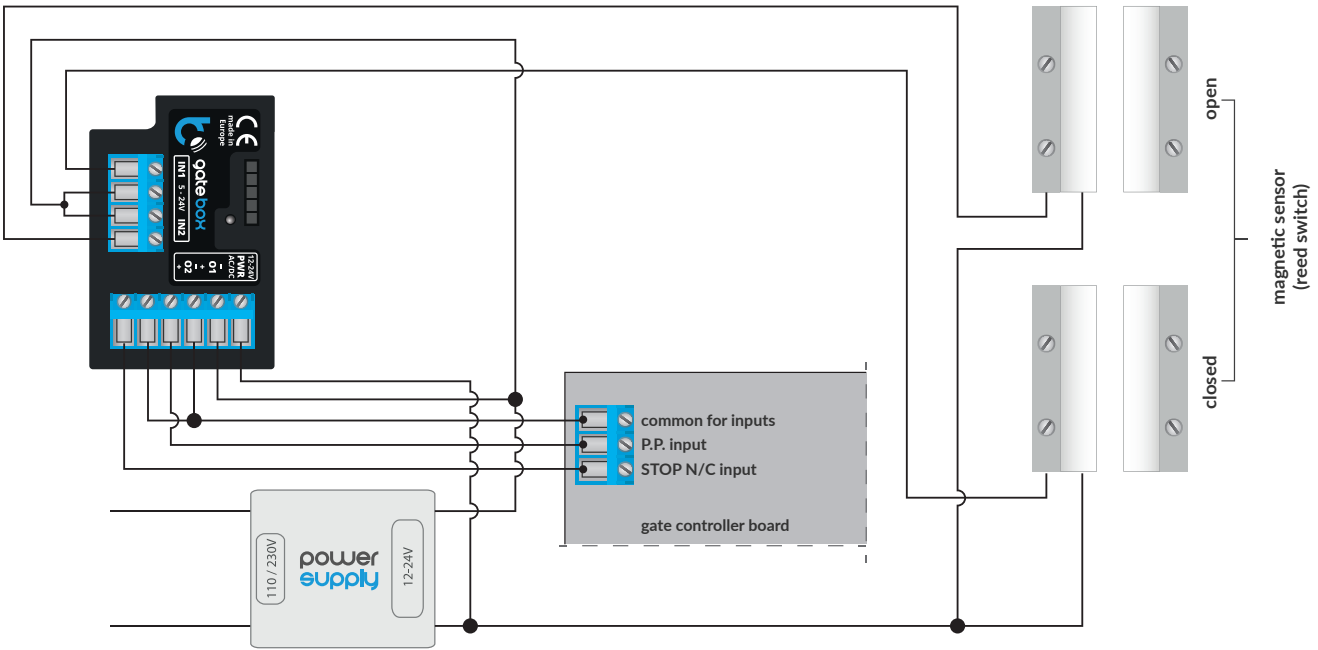 CE
made in
Europe
gatebox
IN1 5 - 24V IN2
12-24V
PWR
AC/DC
- O1 +
- O2 +
common for inputs
P.P. input
STOP N/C input
gate controller board
110 / 230V
power
supply
12-24V
open
closed
magnetic sensor
(reed switch)